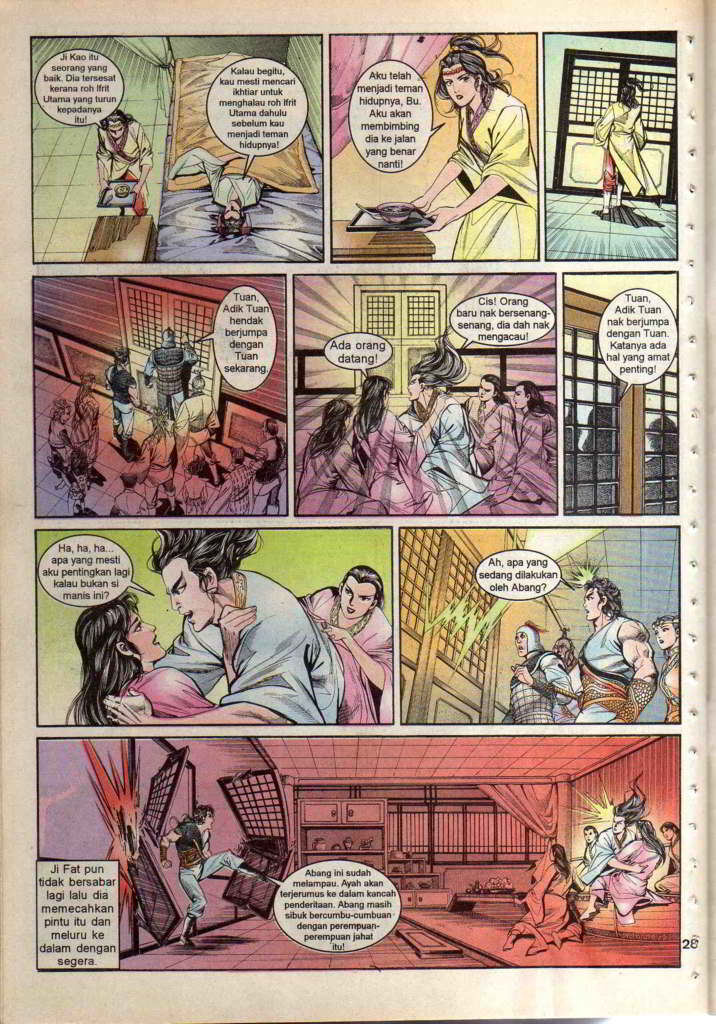 Ji Kao itu
seorang yang
baik. Dia tersesat
kerana roh Ifrit
Utama yang turun
kepadanya
itu!
Kalau begitu,
kau mesti mencari
ikhtiar untuk
menghalau roh Ifrit
Utama dahulu
sebelum kau
menjadi teman
hidupnya!
Aku telah
menjadi teman
hidupnya, Bu.
Aku akan
membimbing
dia ke jalan
yang benar
nanti!
Tuan,
Adik Tuan
hendak
berjumpa
dengan
Tuan
sekarang.
Ada orang
datang!
Cis! Orang
baru nak bersenang-
senang, dia dah nak
mengacau!
Tuan,
Adik Tuan
nak berjumpa
dengan Tuan.
Katanya
ada hal
yang amat
penting!
Ha, ha, ha...
apa yang mesti
aku pentingkan lagi
kalau bukan si
manis ini?
Ah, apa yang
sedang dilakukan
oleh Abang?
Ji Fat pun
tidak bersabar
lagi lalu dia
memecahkan
pintu itu dan
meluru ke
dalam dengan
segera.
Abang ini sudah
melampau. Ayah akan
terjerumus ke dalam kancah
penderitaan. Abang masih
sibuk bercumbu-cumbuan
dengan perempuan-
perempuan jahat
itu!
28